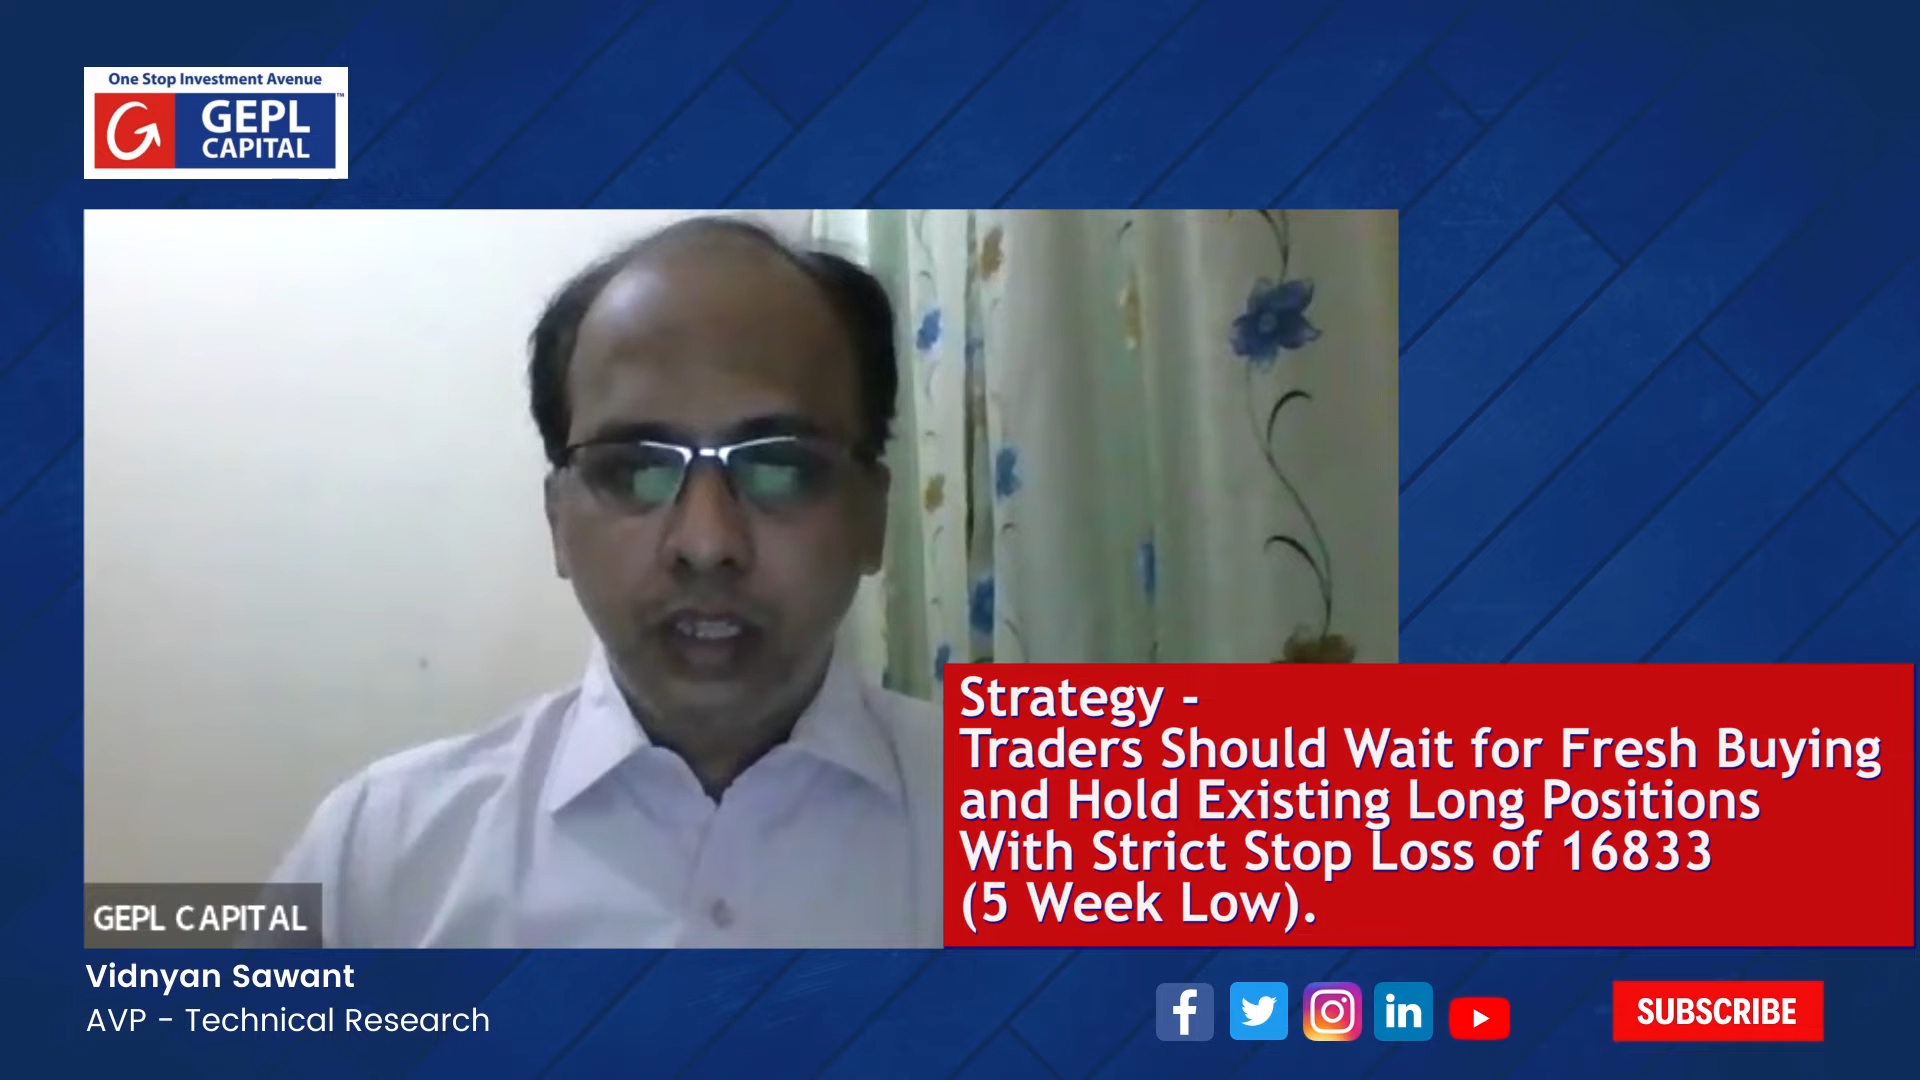 One Stop Investment Avenue
GEPL
CAPITAL
TM
Strategy -
Traders Should Wait for Fresh Buying
and Hold Existing Long Positions
With Strict Stop Loss of 16833
(5 Week Low).
GEPL CAPITAL
Vidnyan Sawant
AVP - Technical Research
SUBSCRIBE